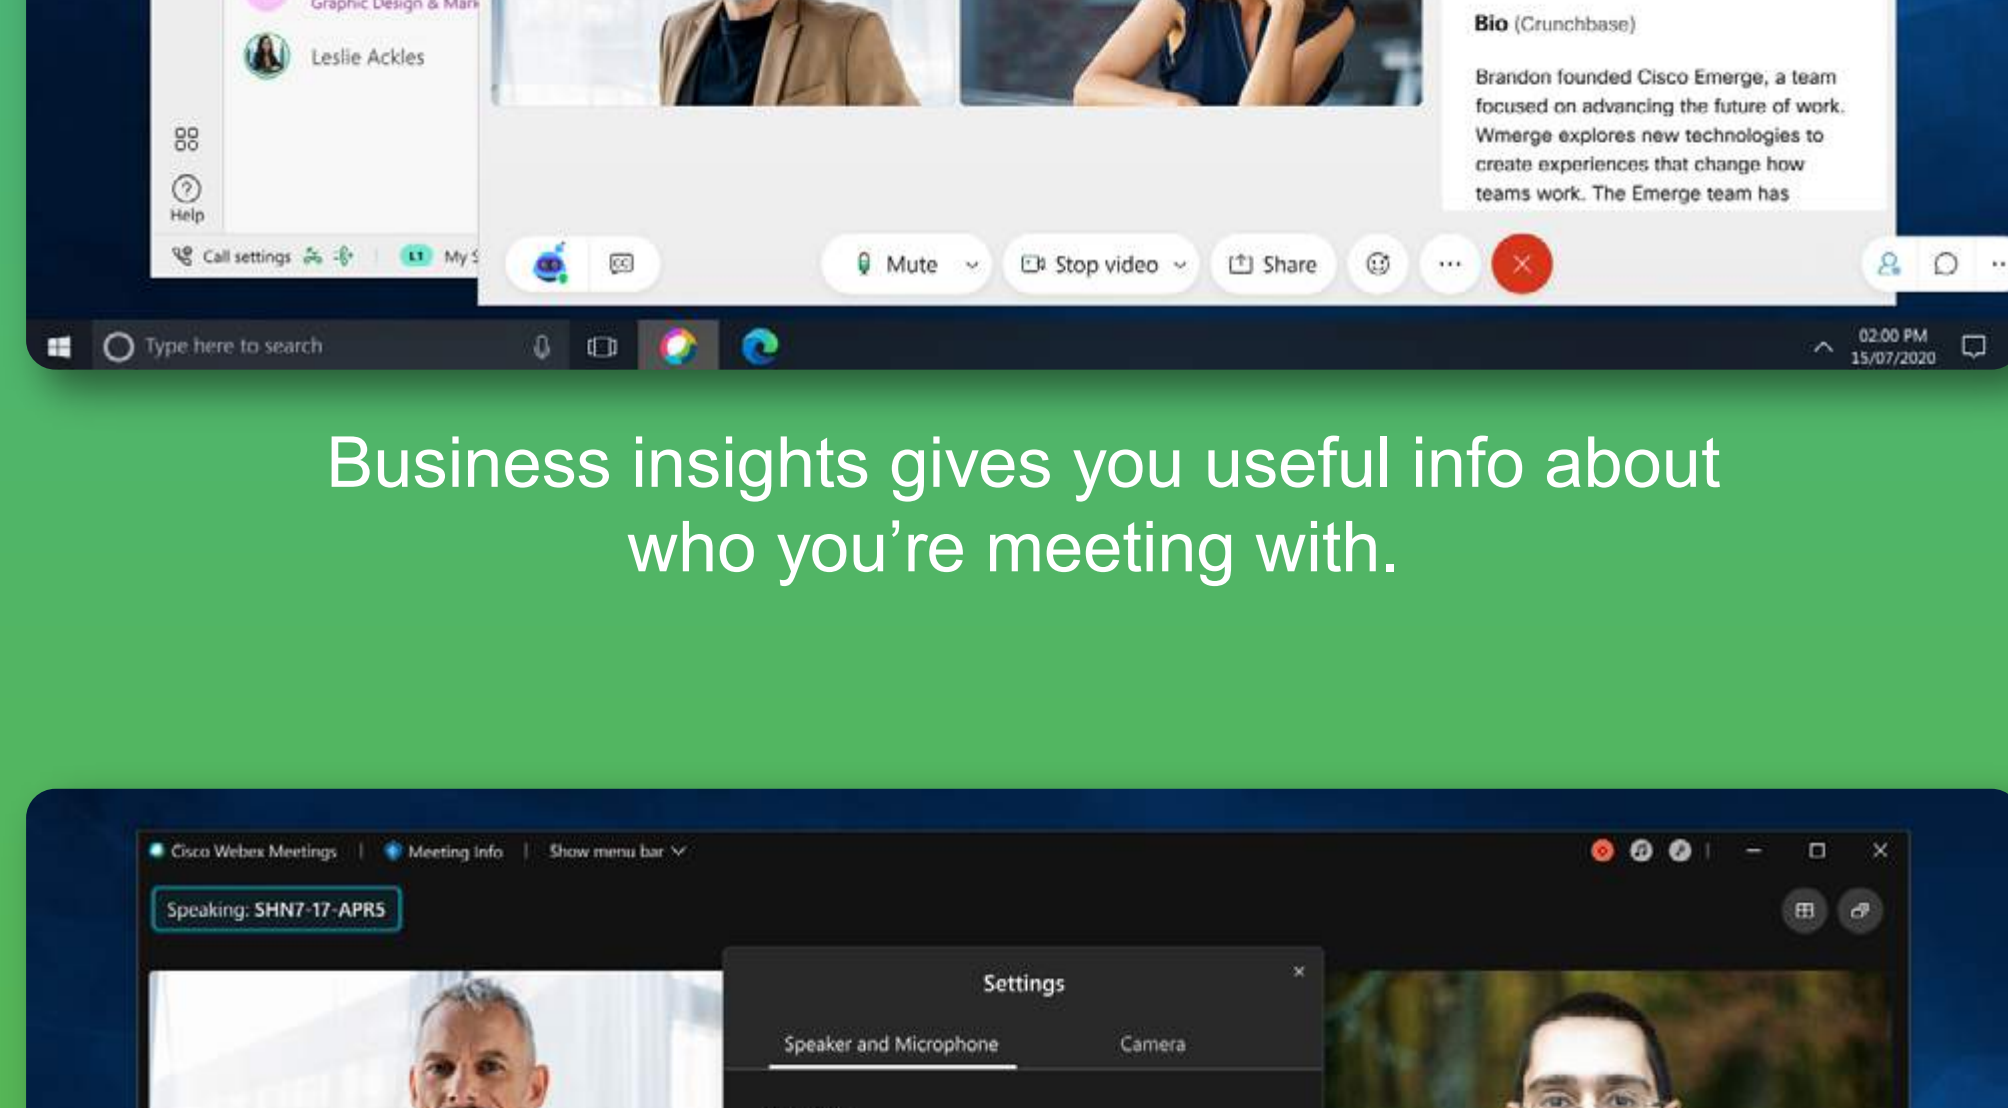 Graphic Design & Mark
Leslie Ackles
Bio (Crunchbase)
Brandon founded Cisco Emerge, a team
focused on advancing the future of work.
Wmerge explores new technologies to
create experiences that change how
teams work. The Emerge team has
Help
Call settings
L1
My S
CC
Mute
Stop video
Share
Type here to search
02:00 PM
15/07/2020
Business insights gives you useful info about
who you’re meeting with.
Cisco Webex Meetings | Meeting Info | Show menu bar
Speaking: SHN7-17-APR5
Settings
Speaker and Microphone
Camera